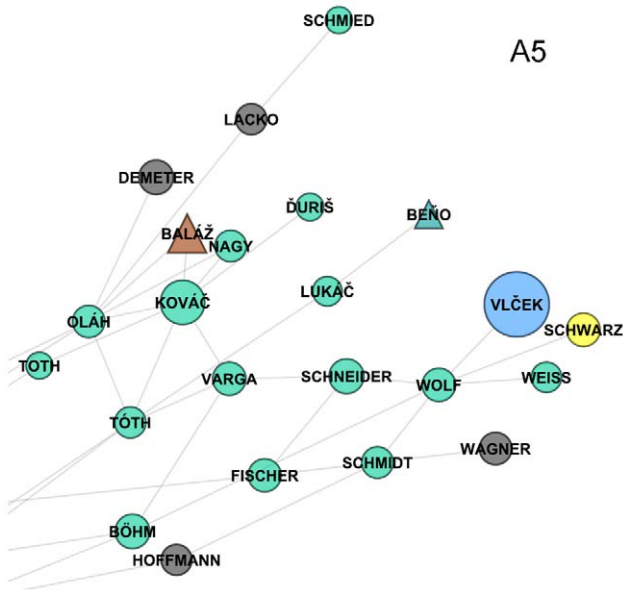 SCHMIED
A5
LACKO
DEMETER
ĎURIŠ
BEŇO
BALÁŽ
NAGY
LUKÁČ
KOVÁČ
VLČEK
OLÁH
SCHWARZ
TOTH
VARGA
SCHNEIDER
WOLF
WEISS
TÓTH
WAGNER
SCHMIDT
FISCHER
BÖHM
HOFFMANN